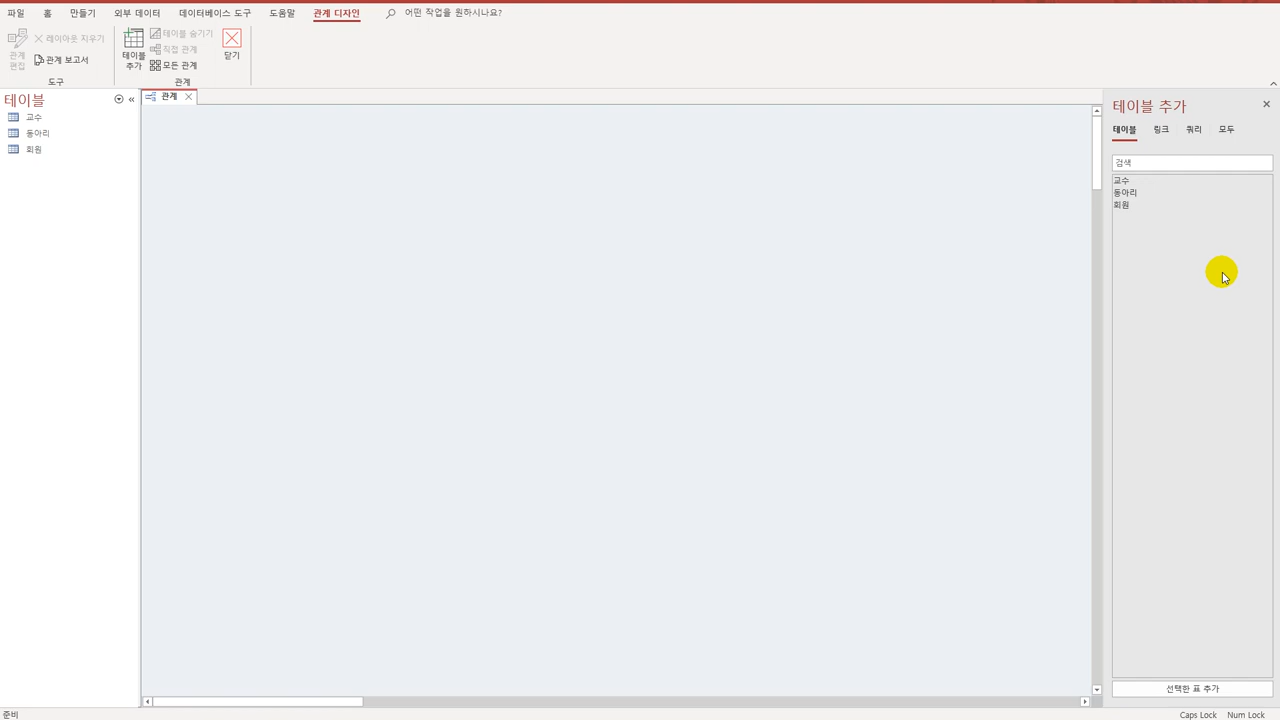 파일 홈 만들기 외부 데이터 데이터베이스 도구 도움말 관계 디자인 어떤 작업을 원하시나요?
관계 편집
레이아웃 지우기
관계 보고서
도구
테이블 추가
테이블 숨기기
직접 관계
모든 관계
닫기
관계
테이블
교수
동아리
회원
관계
테이블 추가
테이블 링크 쿼리 모두
검색
교수
동아리
회원
선택한 표 추가
준비
Caps Lock Num Lock